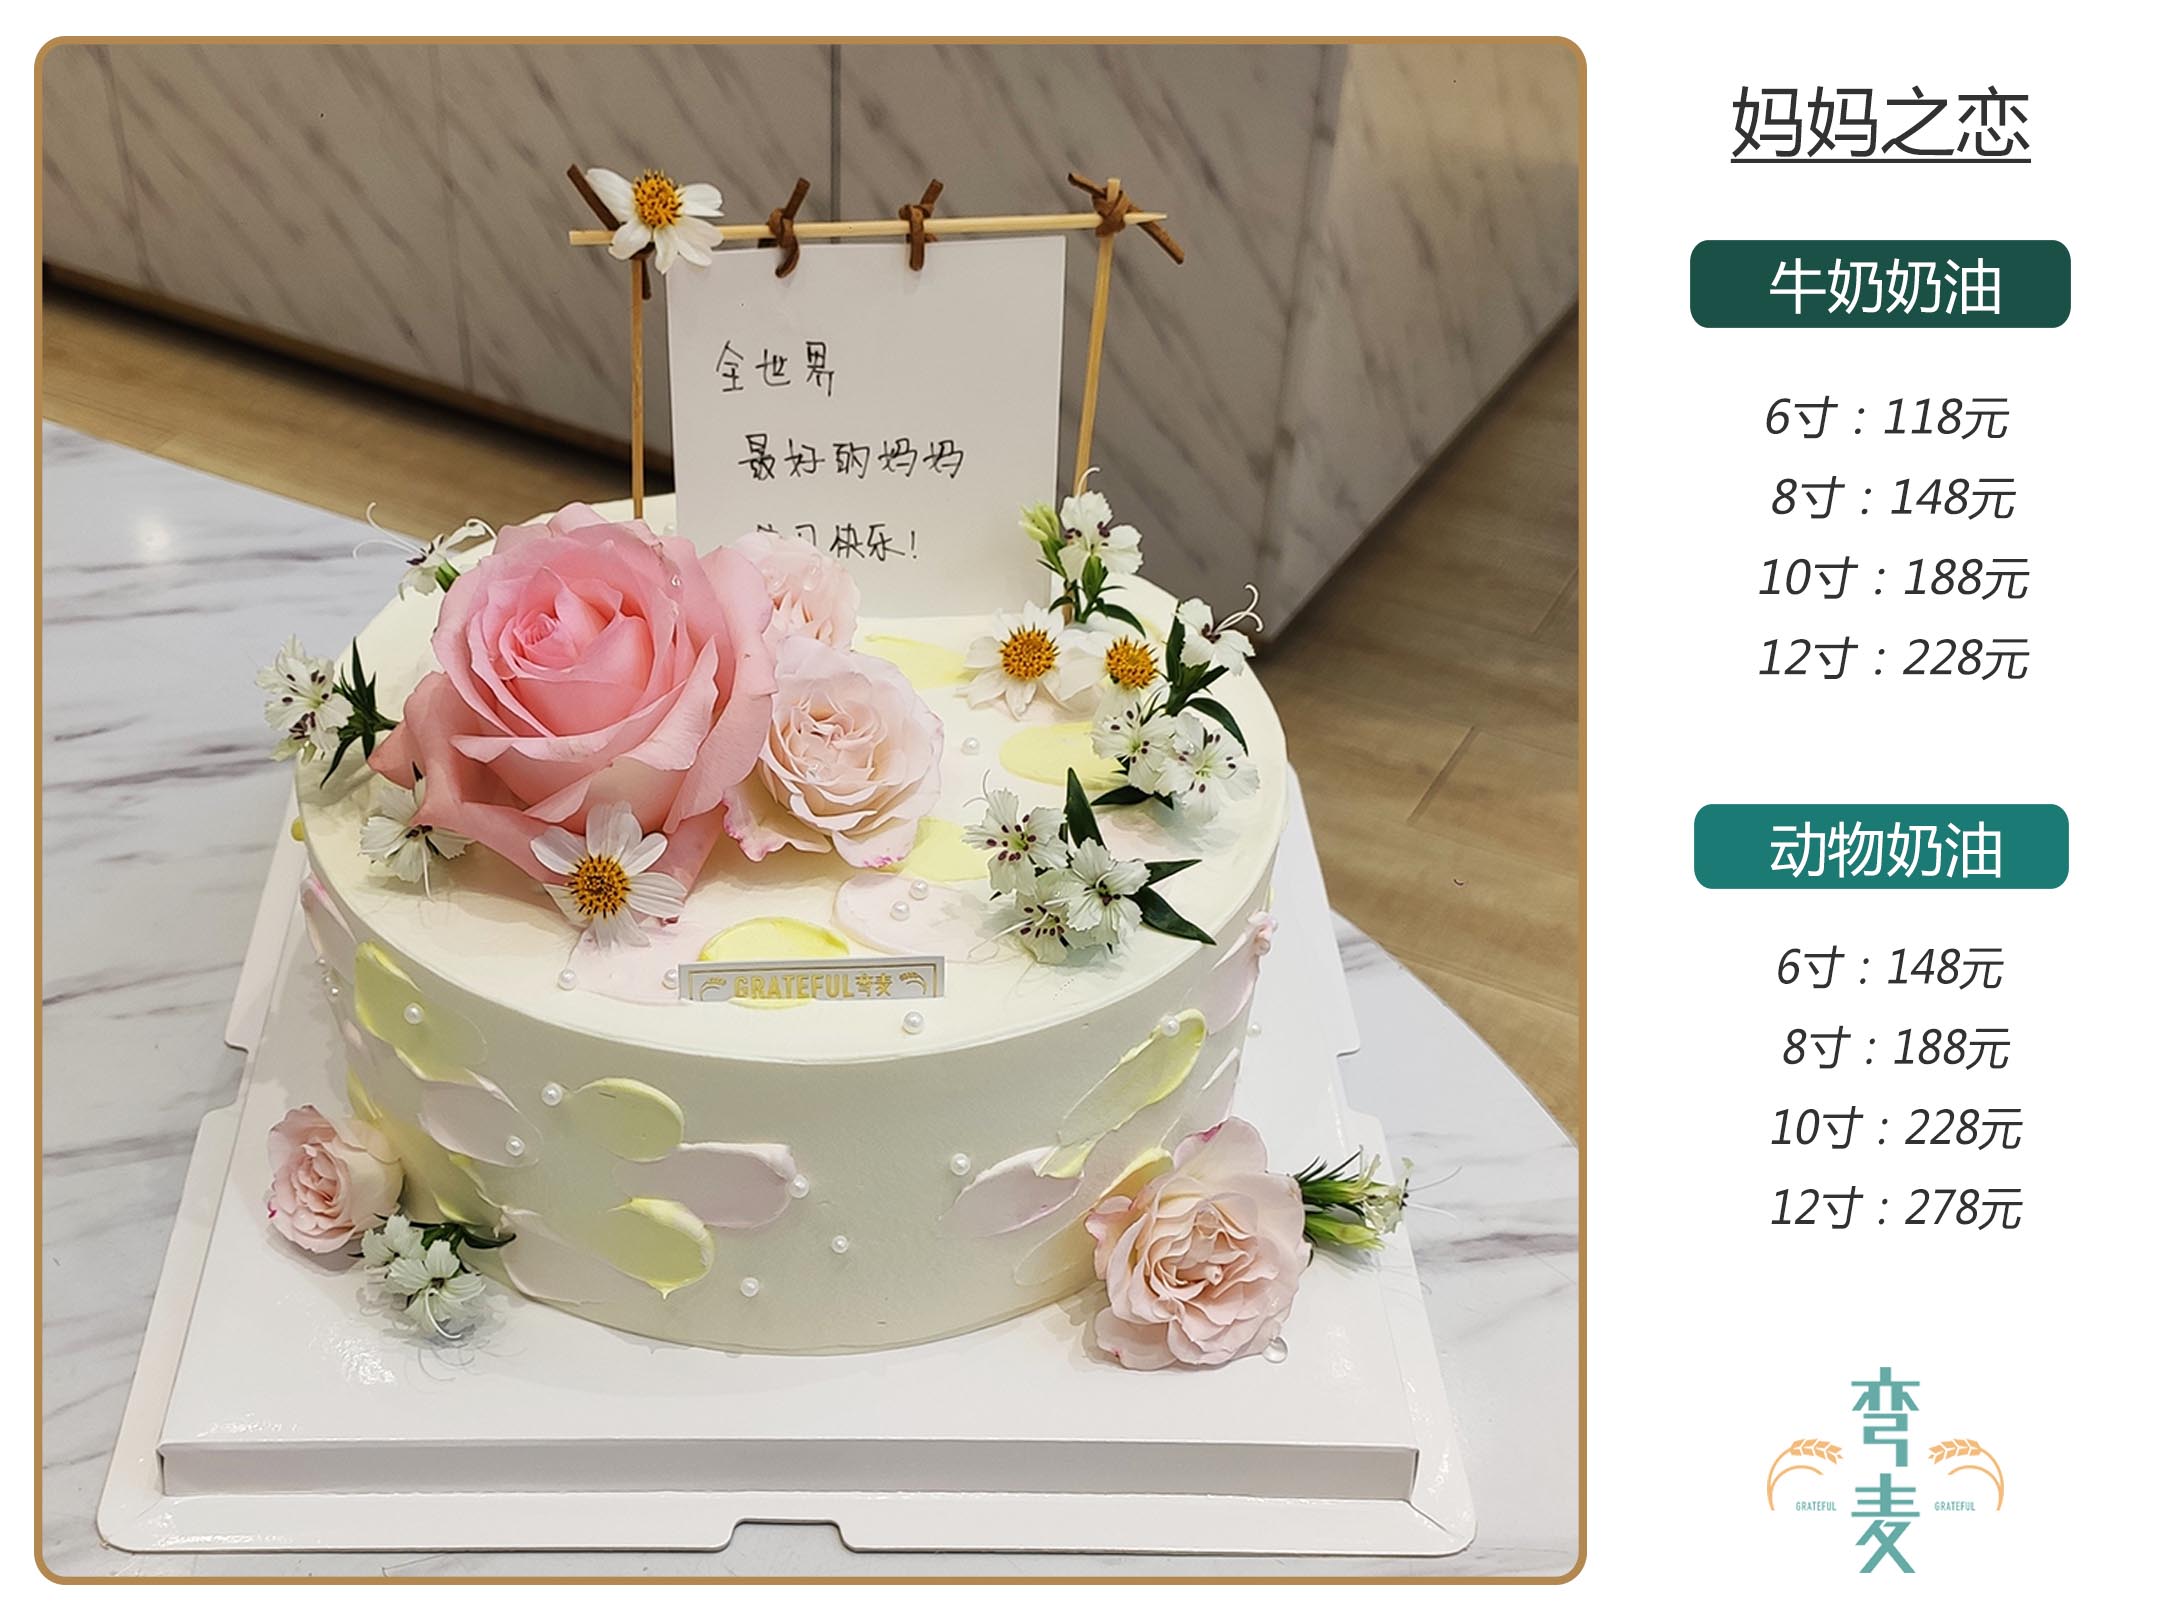 全世界
最好的妈妈
快乐!
GRATEFUL弯麦
妈妈之恋
牛奶奶油
6寸:118元
8寸:148元
10寸:188元
12寸:228元
动物奶油
6寸:148元
8寸:188元
10寸:228元
12寸:278元
弯麦
GRATEFUL
GRATEFUL